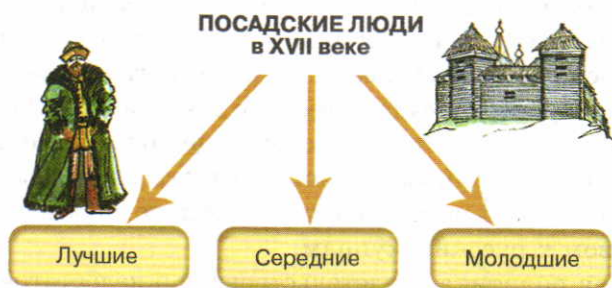 ПОСАДСКИЕ ЛЮДИ
в XVII веке
Лучшие
Середние
Молодшие